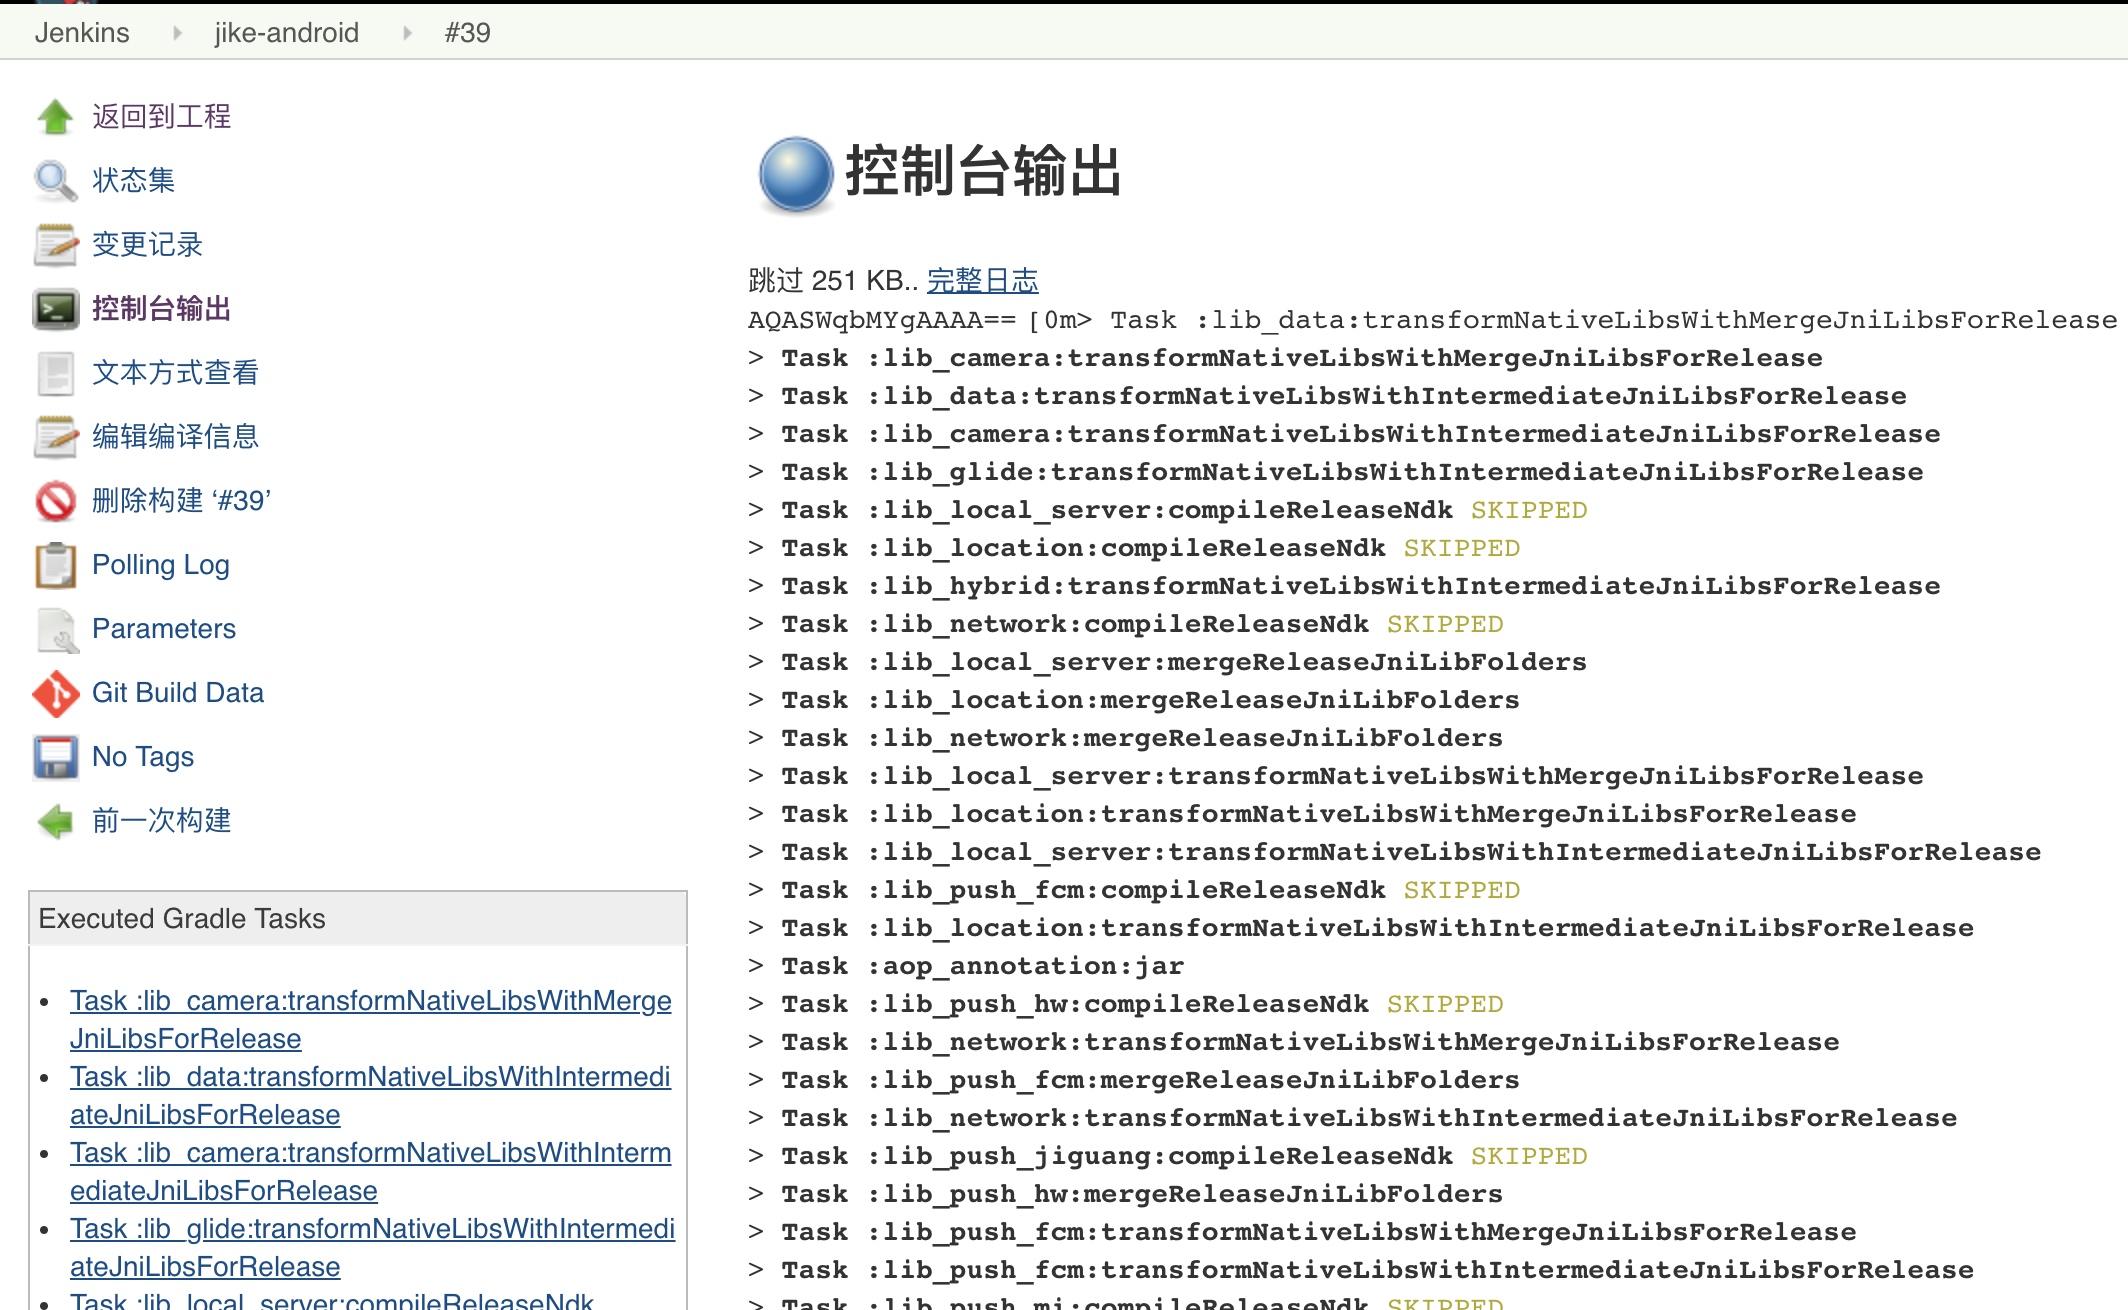 Jenkins jike-android #39
返回到工程
状态集
变更记录
控制台输出
文本方式查看
编辑编译信息
删除构建 ‘#39’
Polling Log
Parameters
Git Build Data
No Tags
前一次构建
Executed Gradle Tasks
Task :lib_camera:transformNativeLibsWithMerge
JniLibsForRelease
Task :lib_data:transformNativeLibsWithIntermedi
ateJniLibsForRelease
Task :lib_camera:transformNativeLibsWithInterm
ediateJniLibsForRelease
Task :lib_glide:transformNativeLibsWithIntermedi
ateJniLibsForRelease
Task :lib_local_server:compileReleaseNdk
控制台输出
跳过 251 KB.. 完整日志
AQASWqbMYgAAAA== [0m> Task :lib_data:transformNativeLibsWithMergeJniLibsForRelease
> Task :lib_camera:transformNativeLibsWithMergeJniLibsForRelease
> Task :lib_data:transformNativeLibsWithIntermediateJniLibsForRelease
> Task :lib_camera:transformNativeLibsWithIntermediateJniLibsForRelease
> Task :lib_glide:transformNativeLibsWithIntermediateJniLibsForRelease
> Task :lib_local_server:compileReleaseNdk SKIPPED
> Task :lib_location:compileReleaseNdk SKIPPED
> Task :lib_hybrid:transformNativeLibsWithIntermediateJniLibsForRelease
> Task :lib_network:compileReleaseNdk SKIPPED
> Task :lib_local_server:mergeReleaseJniLibFolders
> Task :lib_location:mergeReleaseJniLibFolders
> Task :lib_network:mergeReleaseJniLibFolders
> Task :lib_local_server:transformNativeLibsWithMergeJniLibsForRelease
> Task :lib_location:transformNativeLibsWithMergeJniLibsForRelease
> Task :lib_local_server:transformNativeLibsWithIntermediateJniLibsForRelease
> Task :lib_push_fcm:compileReleaseNdk SKIPPED
> Task :lib_location:transformNativeLibsWithIntermediateJniLibsForRelease
> Task :aop_annotation:jar
> Task :lib_push_hw:compileReleaseNdk SKIPPED
> Task :lib_network:transformNativeLibsWithMergeJniLibsForRelease
> Task :lib_push_fcm:mergeReleaseJniLibFolders
> Task :lib_network:transformNativeLibsWithIntermediateJniLibsForRelease
> Task :lib_push_jiguang:compileReleaseNdk SKIPPED
> Task :lib_push_hw:mergeReleaseJniLibFolders
> Task :lib_push_fcm:transformNativeLibsWithMergeJniLibsForRelease
> Task :lib_push_fcm:transformNativeLibsWithIntermediateJniLibsForRelease
> Task :lib_push_mi:compileReleaseNdk SKIPPED